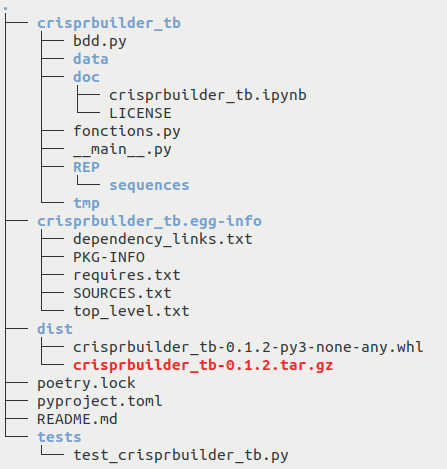 .
crisprbuilder_tb
bdd.py
data
doc
crisprbuilder_tb.ipynb
LICENSE
fonctions.py
__main__.py
REP
sequences
tmp
crisprbuilder_tb.egg-info
dependency_links.txt
PKG-INFO
requires.txt
SOURCES.txt
top_level.txt
dist
crisprbuilder_tb-0.1.2-py3-none-any.whl
crisprbuilder_tb-0.1.2.tar.gz
poetry.lock
pyproject.toml
README.md
tests
test_crisprbuilder_tb.py